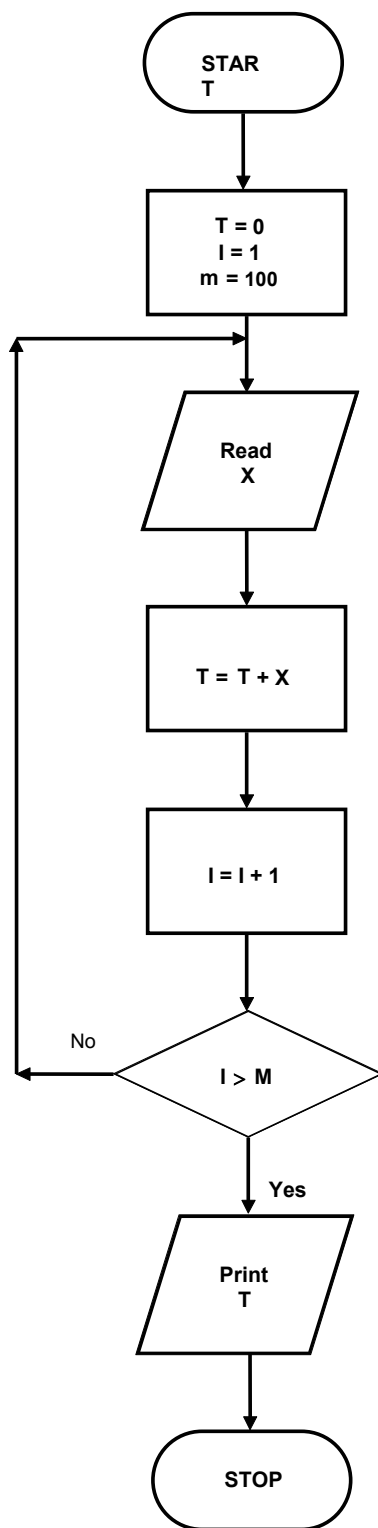 STAR
T
T = 0
I = 1
m = 100
Read
X
T = T + X
I = I + 1
No
I > M
Yes
Print
T
STOP